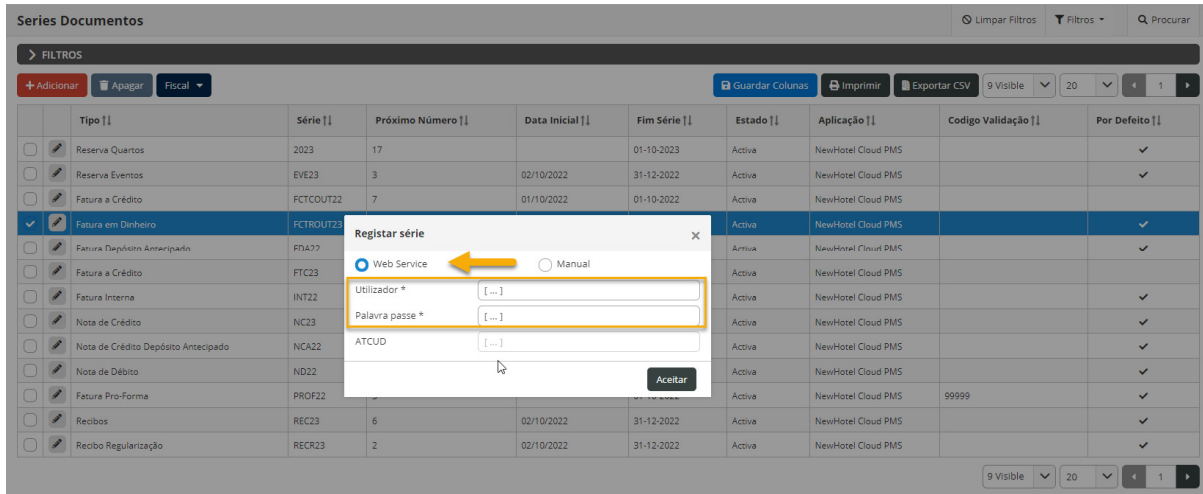 Series Documentos Limpar Filtros Filtros Procurar
FILTROS
Adicionar Apagar Fiscal Guardar Colunas Imprimir Exportar CSV 9 Visible 20 1
Tipo Série Próximo Número Data Inicial Fim Série Estado Aplicação Codigo Validação Por Defeito
Reserva Quartos 2023 17 01-10-2023 Activa NewHotel Cloud PMS
Reserva Eventos EVE23 3 02/10/2022 31-12-2022 Activa NewHotel Cloud PMS
Fatura a Crédito FCTCOUT22 7 01/10/2022 01-10-2022 Activa NewHotel Cloud PMS
Fatura em Dinheiro FCTROUT23 Activa NewHotel Cloud PMS
Fatura Depósito Antecipado FDA22 Activa NewHotel Cloud PMS
Fatura a Crédito FTC23 Activa NewHotel Cloud PMS
Fatura Interna INT22 Activa NewHotel Cloud PMS
Nota de Crédito NC23 Activa NewHotel Cloud PMS
Nota de Crédito Depósito Antecipado NCA22 Activa NewHotel Cloud PMS
Nota de Débito ND22 Activa NewHotel Cloud PMS
Fatura Pro-Forma PROF22 Activa NewHotel Cloud PMS 99999
Recibos REC23 6 02/10/2022 31-12-2022 Activa NewHotel Cloud PMS
Recibo Regularização RECR23 2 02/10/2022 31-12-2022 Activa NewHotel Cloud PMS
Registar série ×
Web Service Manual
Utilizador * [ ... ]
Palavra passe * [ ... ]
ATCUD [ ... ]
Aceitar
9 Visible 20 1